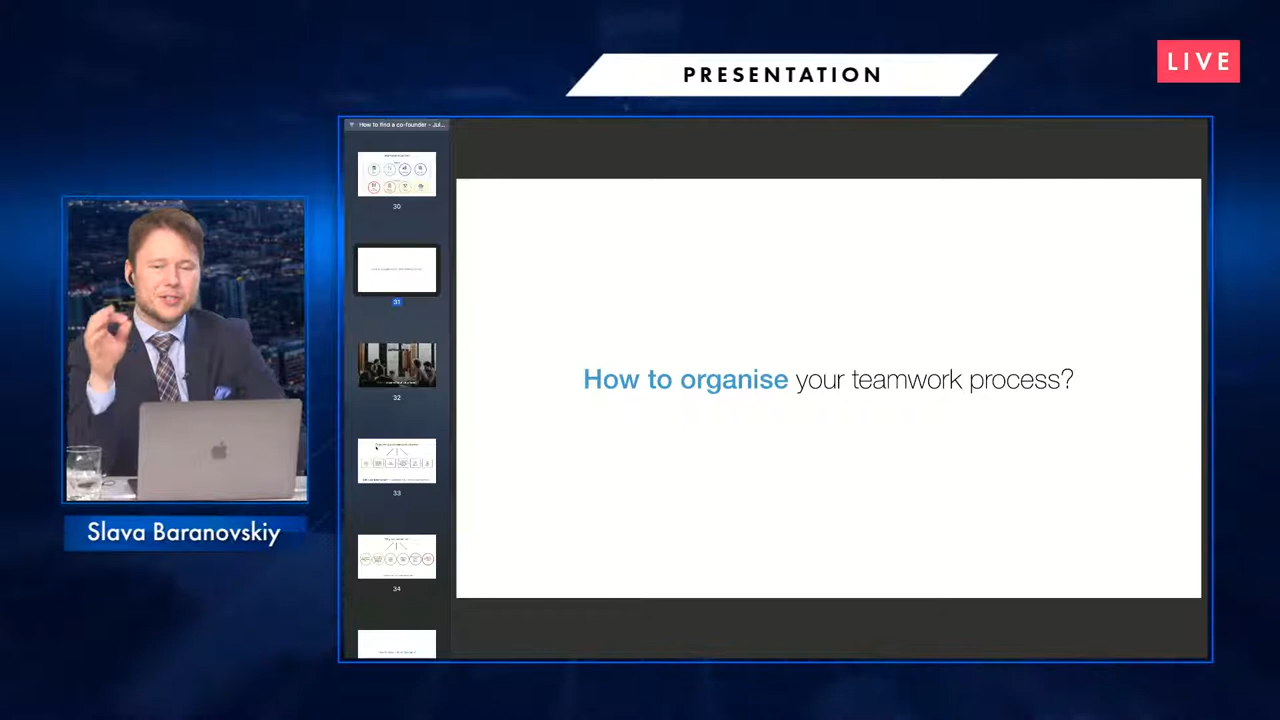 PRESENTATION
LIVE
How to find a co-founder - Jul...
30
31
32
33
34
How to organise your teamwork process?
Slava Baranovskiy